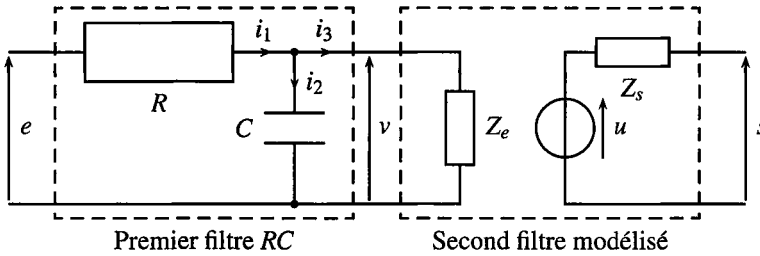 i₁ i₃
R i₂ Zₛ
e C v Zₑ u s
Premier filtre RC Second filtre modélisé